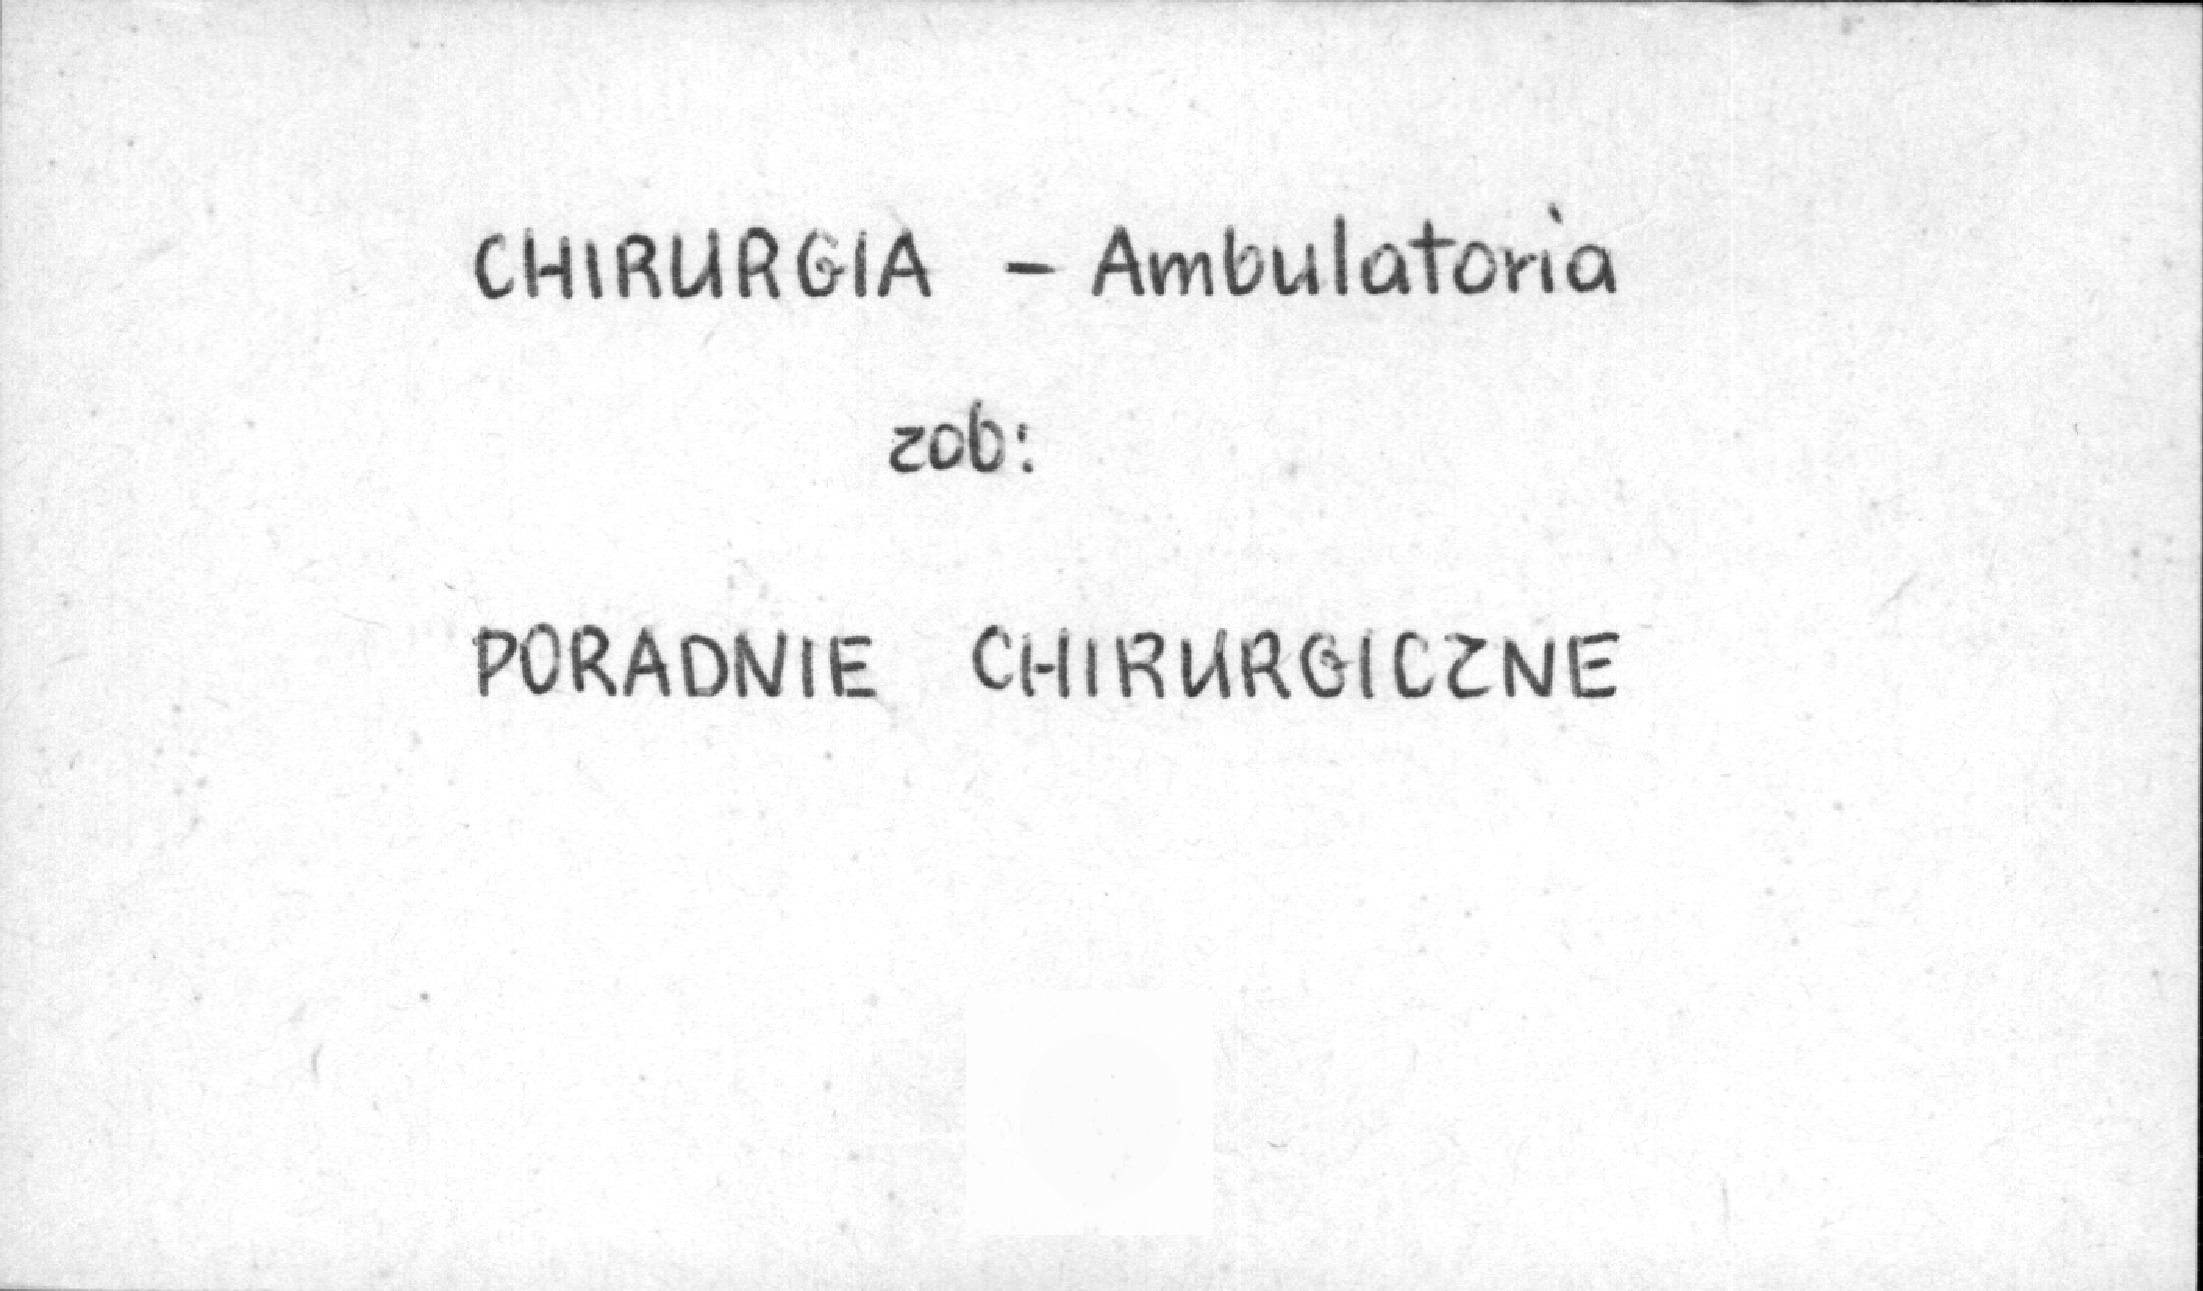 CHIRURGIA - Ambulatoria
zob:
PORADNIE CHIRURGICZNE